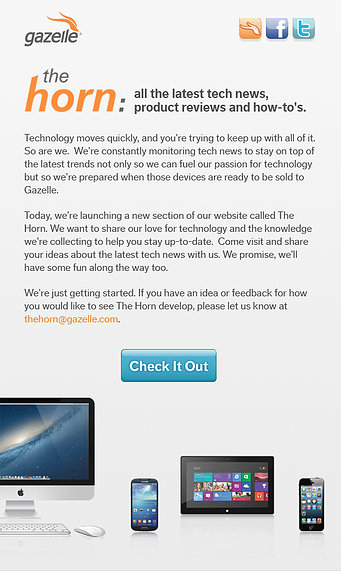 gazelle
the
horn:
all the latest tech news,
product reviews and how-to's.
Technology moves quickly, and you're trying to keep up with all of it.
So are we.  We're constantly monitoring tech news to stay on top of
the latest trends not only so we can fuel our passion for technology
but so we're prepared when those devices are ready to be sold to
Gazelle.
Today, we're launching a new section of our website called The
Horn. We want to share our love for technology and the knowledge
we're collecting to help you stay up-to-date.  Come visit and share
your ideas about the latest tech news with us. We promise, we'll
have some fun along the way too.
We're just getting started. If you have an idea or feedback for how
you would like to see The Horn develop, please let us know at
thehorn@gazelle.com.
Check It Out
Start